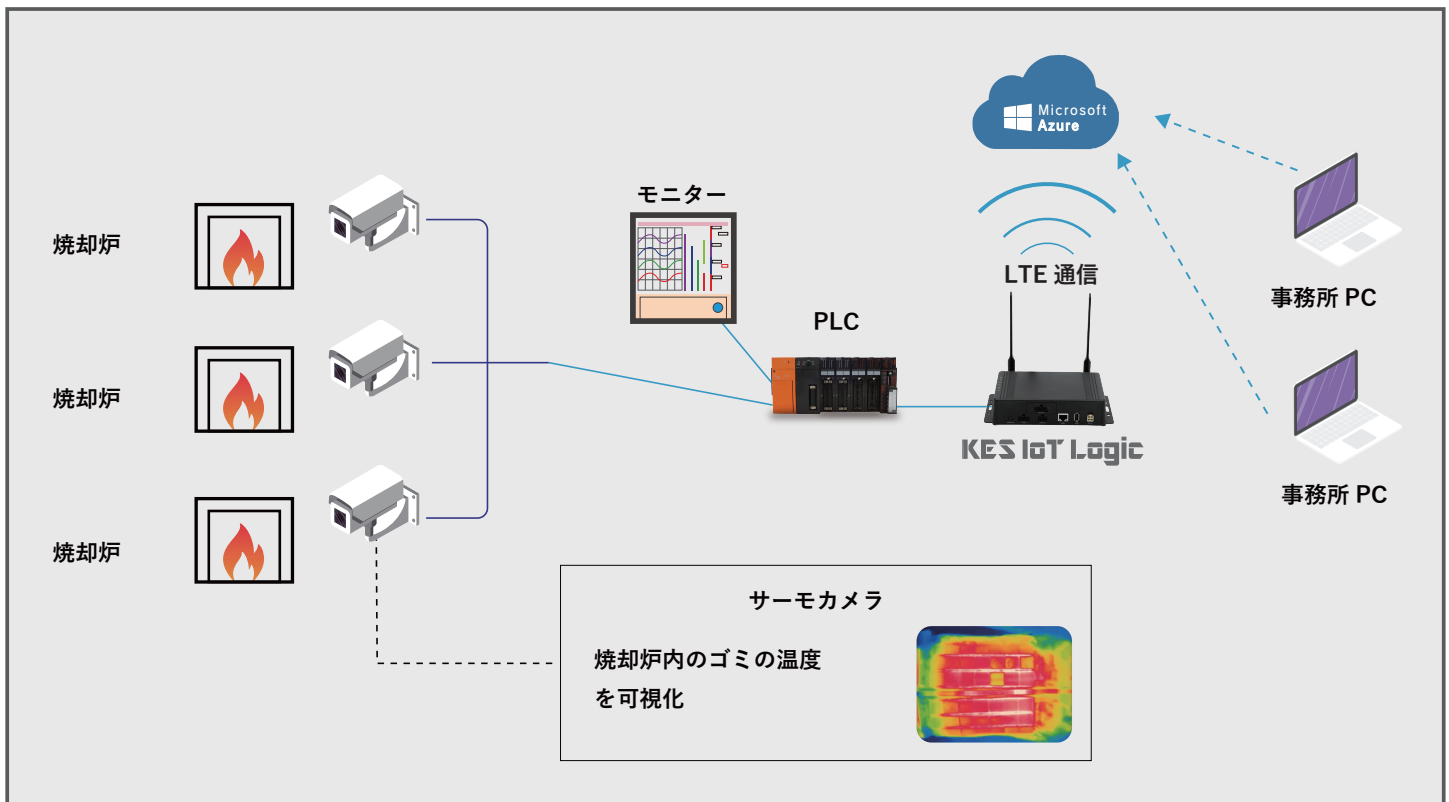 Microsoft
Azure
モニター
焼却炉
LTE 通信
事務所 PC
PLC
焼却炉
KES IoT Logic
事務所 PC
焼却炉
サーモカメラ
焼却炉内のゴミの温度
を可視化